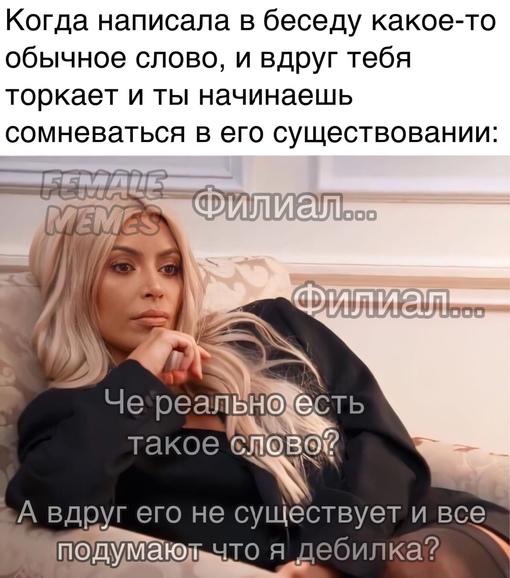 Когда написала в беседу какое-то
обычное слово, и вдруг тебя
торкает и ты начинаешь
сомневаться в его существовании:
FEMALE
MEMES
Филиал...
Филиал...
Че реально есть
такое слово?
А вдруг его не существует и все
подумают что я дебилка?